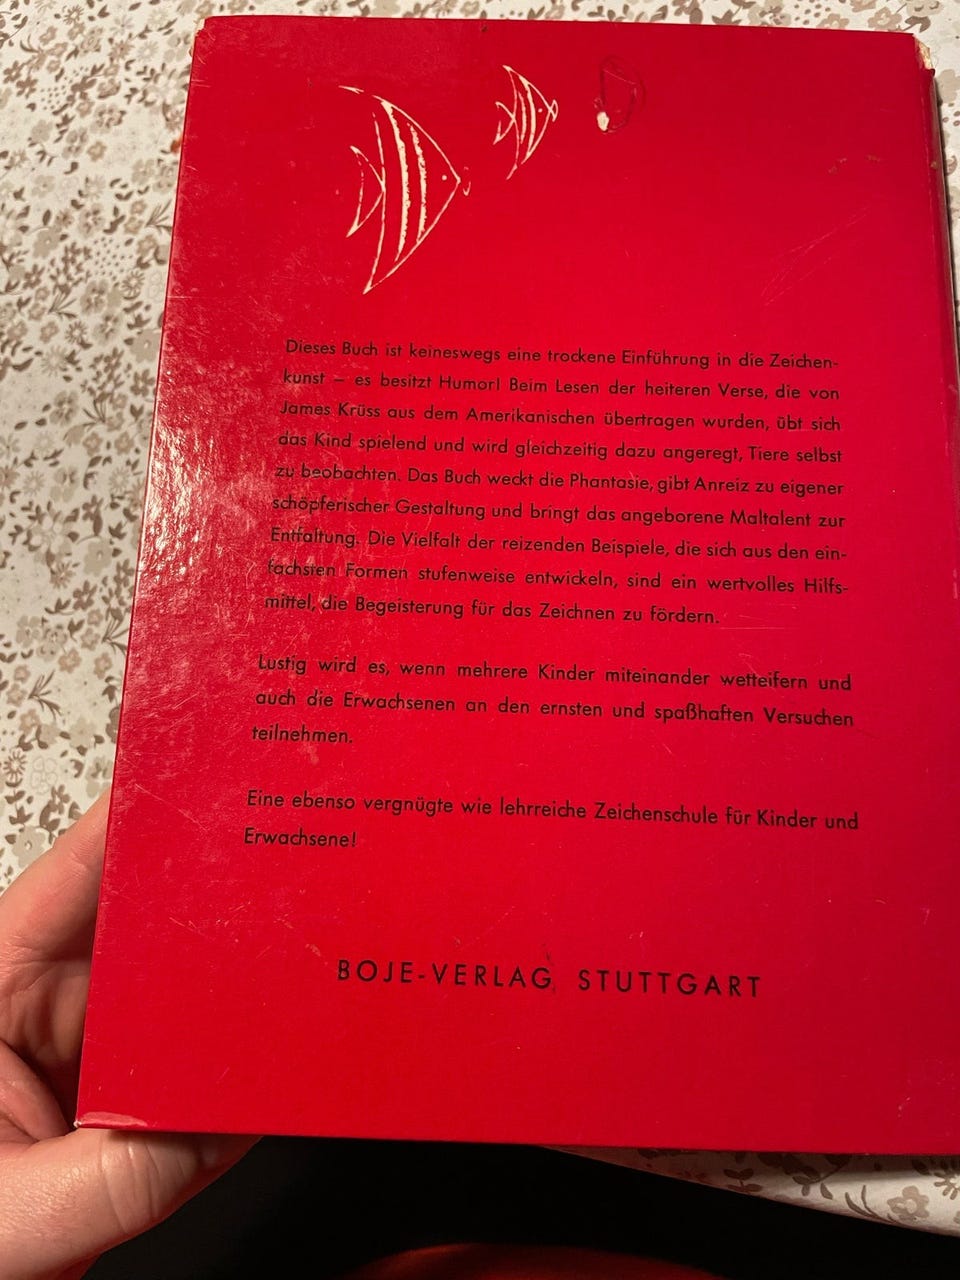 Dieses Buch ist keineswegs eine trockene Einführung in die Zeichen-
kunst – es besitzt Humor! Beim Lesen der heiteren Verse, die von
James Krüss aus dem Amerikanischen übertragen wurden, übt sich
das Kind spielend und wird gleichzeitig dazu angeregt, Tiere selbst
zu beobachten. Das Buch weckt die Phantasie, gibt Anreiz zu eigener
schöpferischer Gestaltung und bringt das angeborene Maltalent zur
Entfaltung. Die Vielfalt der reizenden Beispiele, die sich aus den ein-
fachsten Formen stufenweise entwickeln, sind ein wertvolles Hilfs-
mittel, die Begeisterung für das Zeichnen zu fördern.
Lustig wird es, wenn mehrere Kinder miteinander wetteifern und
auch die Erwachsenen an den ernsten und spaßhaften Versuchen
teilnehmen.
Eine ebenso vergnügte wie lehrreiche Zeichenschule für Kinder und
Erwachsene!
BOJE-VERLAG STUTTGART